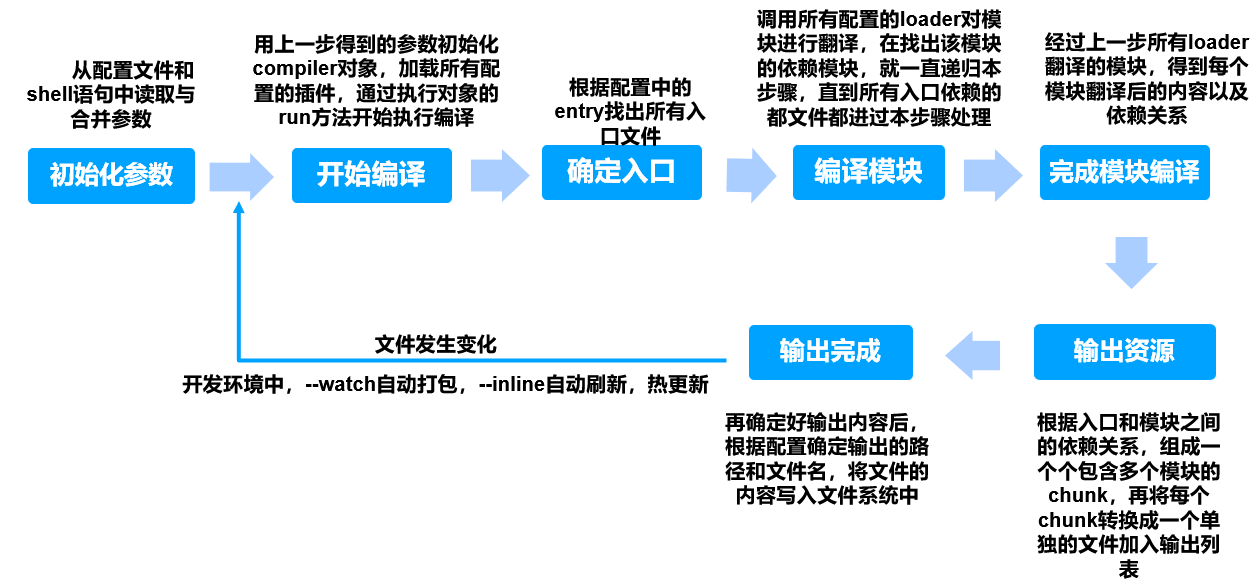 从配置文件和
shell语句中读取与
合并参数
初始化参数
用上一步得到的参数初始化
compiler对象，加载所有配
置的插件，通过执行对象的
run方法开始执行编译
开始编译
根据配置中的
entry找出所有入
口文件
确定入口
调用所有配置的loader对模
块进行翻译，在找出该模块
的依赖模块，就一直递归本
步骤，直到所有入口依赖的
都文件都进过本步骤处理
编译模块
经过上一步所有loader
翻译的模块，得到每个
模块翻译后的内容以及
依赖关系
完成模块编译
输出资源
根据入口和模块之间
的依赖关系，组成一
个个包含多个模块的
chunk，再将每个
chunk转换成一个单
独的文件加入输出列
表
输出完成
再确定好输出内容后，
根据配置确定输出的路
径和文件名，将文件的
内容写入文件系统中
文件发生变化
开发环境中，--watch自动打包，--inline自动刷新，热更新